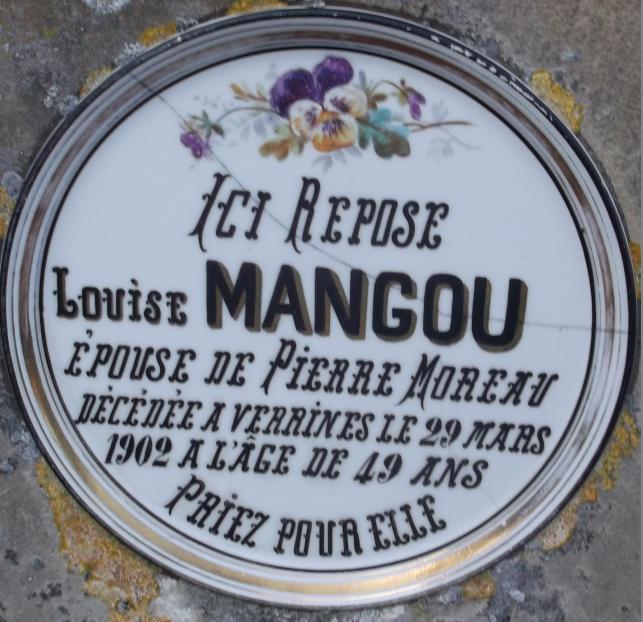 ICI REPOSE
Louise MANGOU
ÉPOUSE DE PIERRE MOREAU
DÉCÉDÉE A VERRINES LE 29 MARS
1902 A L'ÂGE DE 49 ANS
PRIEZ POUR ELLE